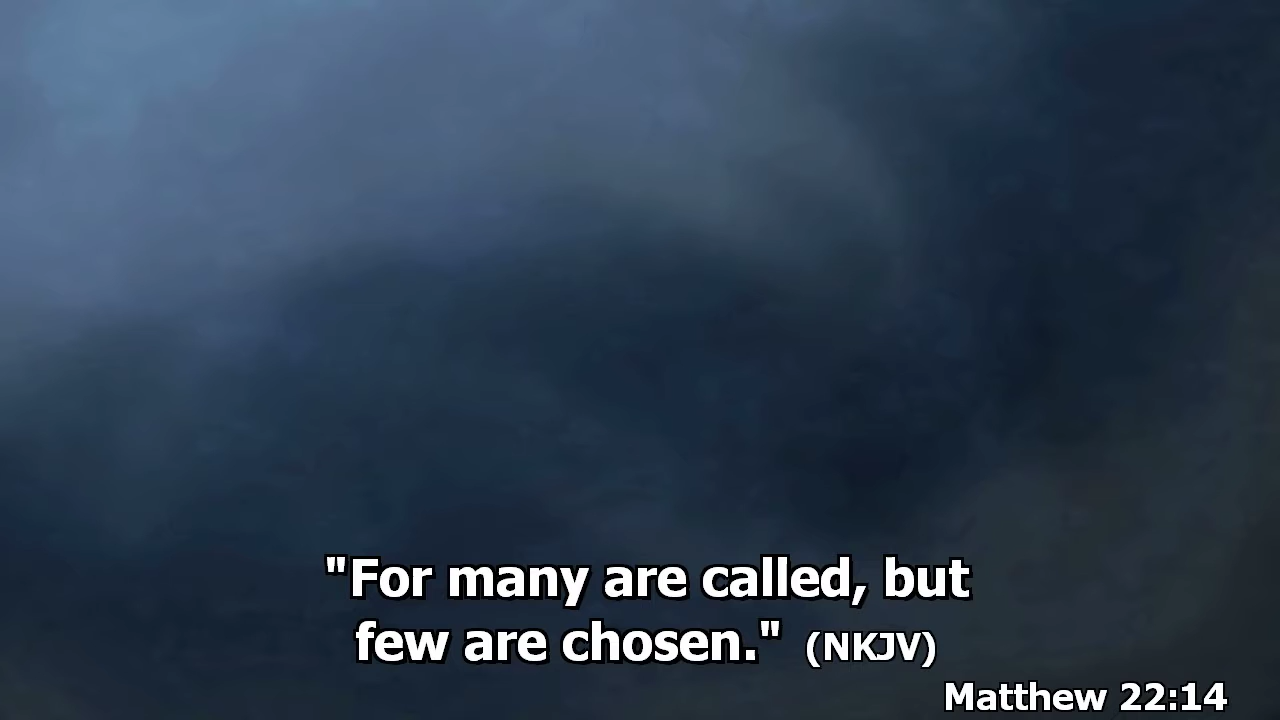 "For many are called, but
few are chosen." (NKJV)
Matthew 22:14